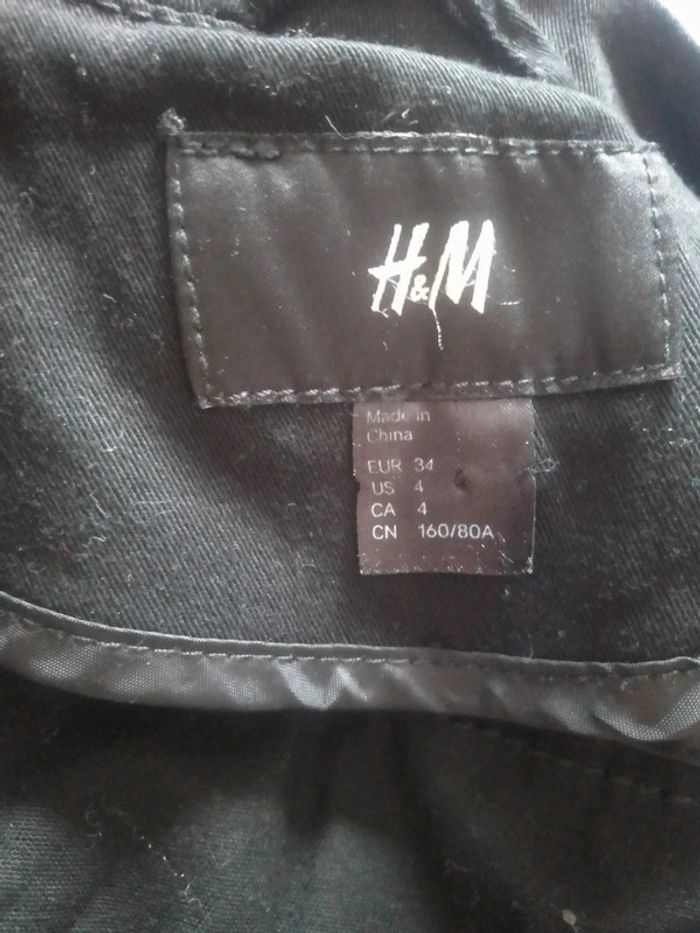 H&M
Made in
China
EUR 34
US 4
CA 4
CN 160/80A